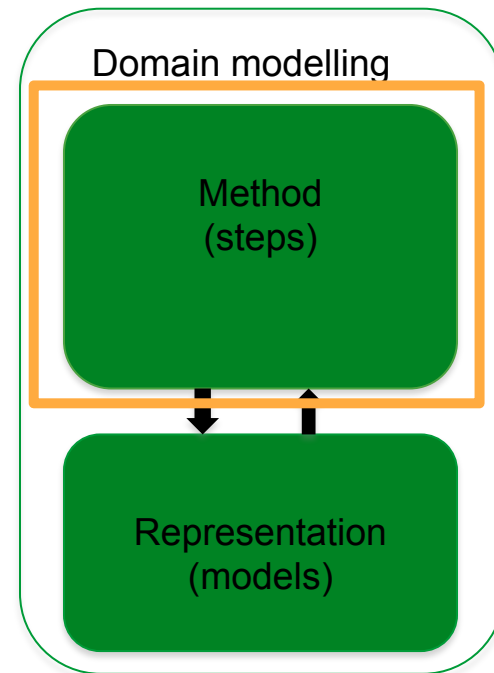 Domain modelling
Method
(steps)
Representation
(models)